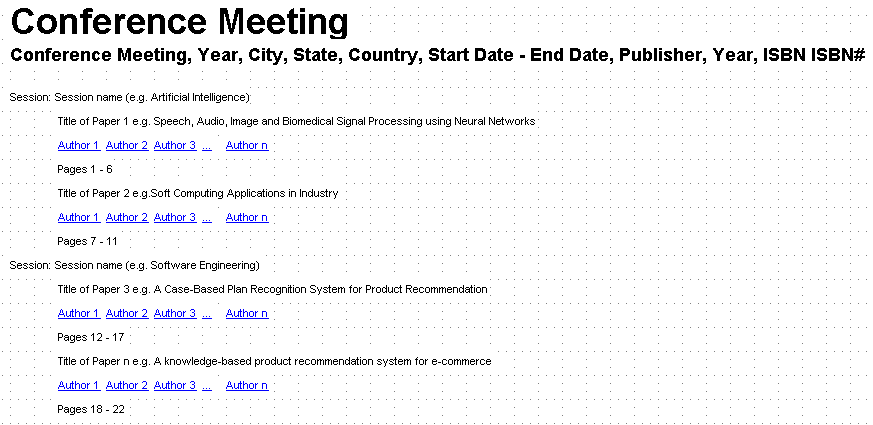 Conference Meeting
Conference Meeting, Year, City, State, Country, Start Date - End Date, Publisher, Year, ISBN ISBN#
Session: Session name (e.g. Artificial Intelligence)
Title of Paper 1 e.g. Speech, Audio, Image and Biomedical Signal Processing using Neural Networks
Author 1 Author 2 Author 3 ... Author n
Pages 1 - 6
Title of Paper 2 e.g.Soft Computing Applications in Industry
Author 1 Author 2 Author 3 ... Author n
Pages 7 - 11
Session: Session name (e.g. Software Engineering)
Title of Paper 3 e.g. A Case-Based Plan Recognition System for Product Recommendation
Author 1 Author 2 Author 3 ... Author n
Pages 12 - 17
Title of Paper n e.g. A knowledge-based product recommendation system for e-commerce
Author 1 Author 2 Author 3 ... Author n
Pages 18 - 22